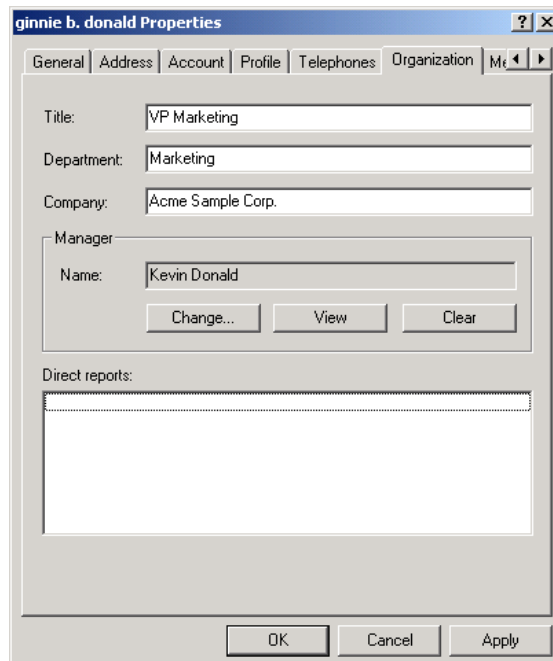 ginnie b. donald Properties
General Address Account Profile Telephones Organization
Title: VP Marketing
Department: Marketing
Company: Acme Sample Corp.
Manager
Name: Kevin Donald
Change... View Clear
Direct reports:
OK Cancel Apply